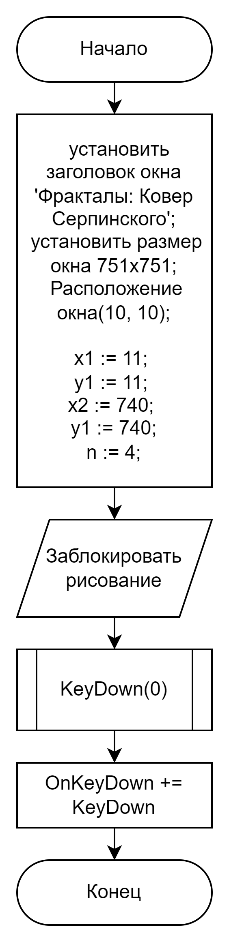 Начало
установить
заголовок окна
'Фракталы: Ковер
Серпинского';
установить размер
окна 751x751;
Расположение
окна(10, 10);
x1 := 11;
y1 := 11;
x2 := 740;
y1 := 740;
n := 4;
Заблокировать
рисование
KeyDown(0)
OnKeyDown +=
KeyDown
Конец